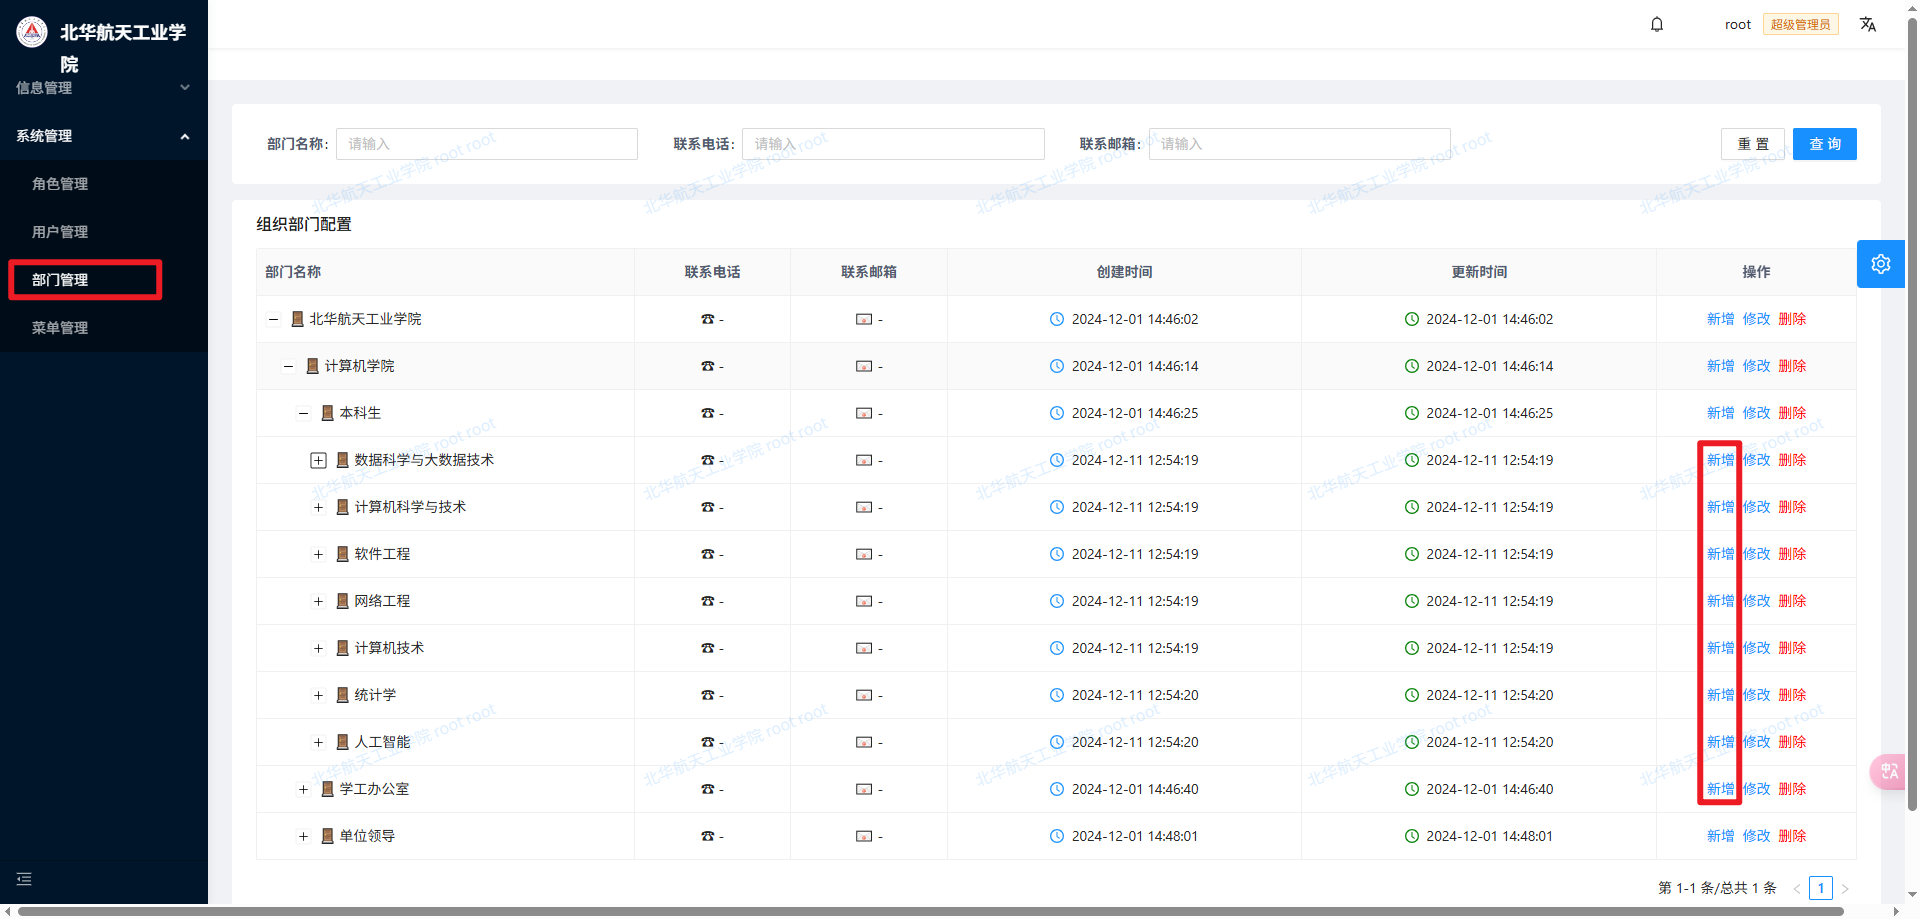 北华航天工业学
院
root 超级管理员
信息管理
系统管理
角色管理
用户管理
部门管理
菜单管理
部门名称: 请输入 联系电话: 请输入 联系邮箱: 请输入 重 置 查 询
组织部门配置
部门名称 联系电话 联系邮箱 创建时间 更新时间 操作
北华航天工业学院 - - 2024-12-01 14:46:02 2024-12-01 14:46:02 新增 修改 删除
计算机学院 - - 2024-12-01 14:46:14 2024-12-01 14:46:14 新增 修改 删除
本科生 - - 2024-12-01 14:46:25 2024-12-01 14:46:25 新增 修改 删除
数据科学与大数据技术 - - 2024-12-11 12:54:19 2024-12-11 12:54:19 新增 修改 删除
计算机科学与技术 - - 2024-12-11 12:54:19 2024-12-11 12:54:19 新增 修改 删除
软件工程 - - 2024-12-11 12:54:19 2024-12-11 12:54:19 新增 修改 删除
网络工程 - - 2024-12-11 12:54:19 2024-12-11 12:54:19 新增 修改 删除
计算机技术 - - 2024-12-11 12:54:19 2024-12-11 12:54:19 新增 修改 删除
统计学 - - 2024-12-11 12:54:20 2024-12-11 12:54:20 新增 修改 删除
人工智能 - - 2024-12-11 12:54:20 2024-12-11 12:54:20 新增 修改 删除
学工办公室 - - 2024-12-01 14:46:40 2024-12-01 14:46:40 新增 修改 删除
单位领导 - - 2024-12-01 14:48:01 2024-12-01 14:48:01 新增 修改 删除
第 1-1 条/总共 1 条 < 1 >
北华航天工业学院 root root